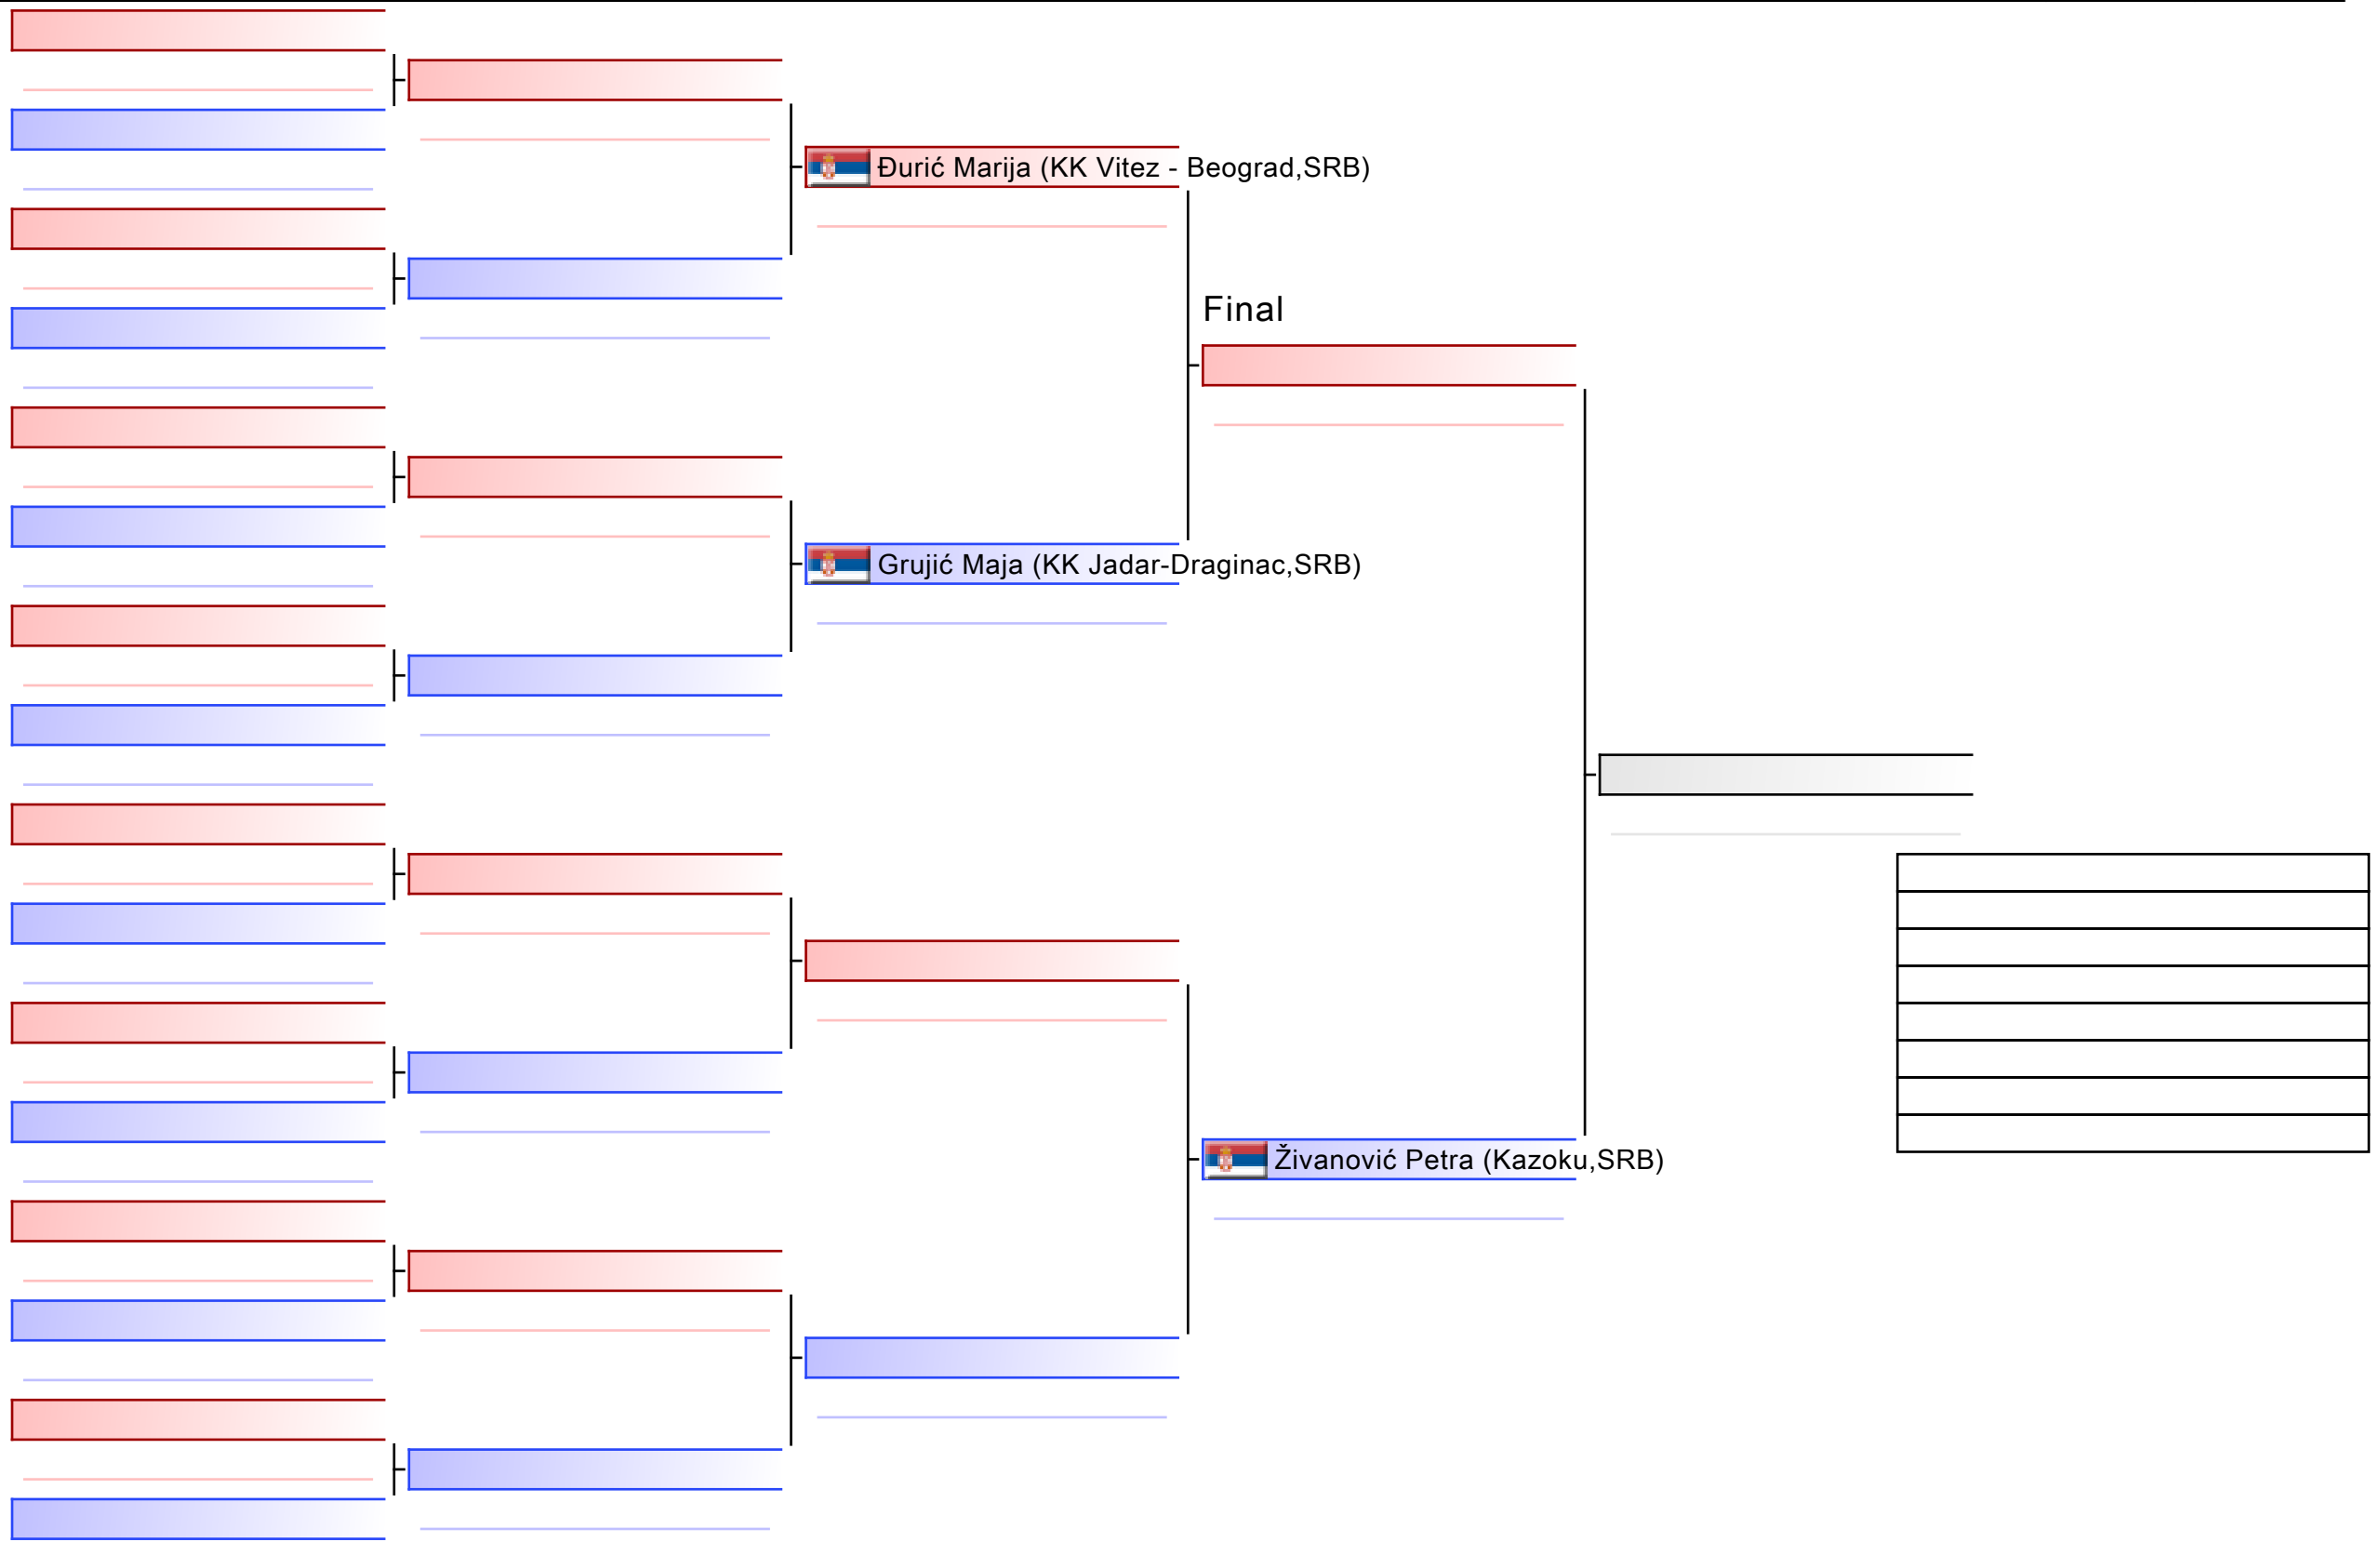 Đurić Marija (KK Vitez - Beograd,SRB)
Final
Grujić Maja (KK Jadar-Draginac,SRB)
Živanović Petra (Kazoku,SRB)